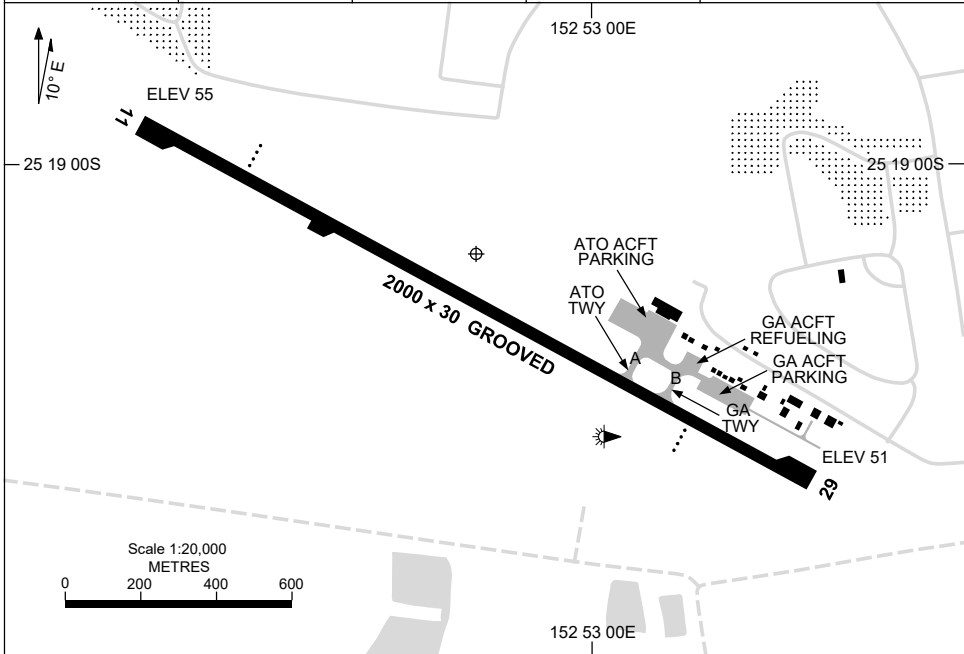 152 53 00E
10° E
ELEV 55
11
25 19 00S
25 19 00S
ATO ACFT
PARKING
ATO
TWY
2000 x 30 GROOVED
A
B
GA ACFT
REFUELING
GA ACFT
PARKING
GA
TWY
ELEV 51
29
Scale 1:20,000
METRES
0 200 400 600
152 53 00E